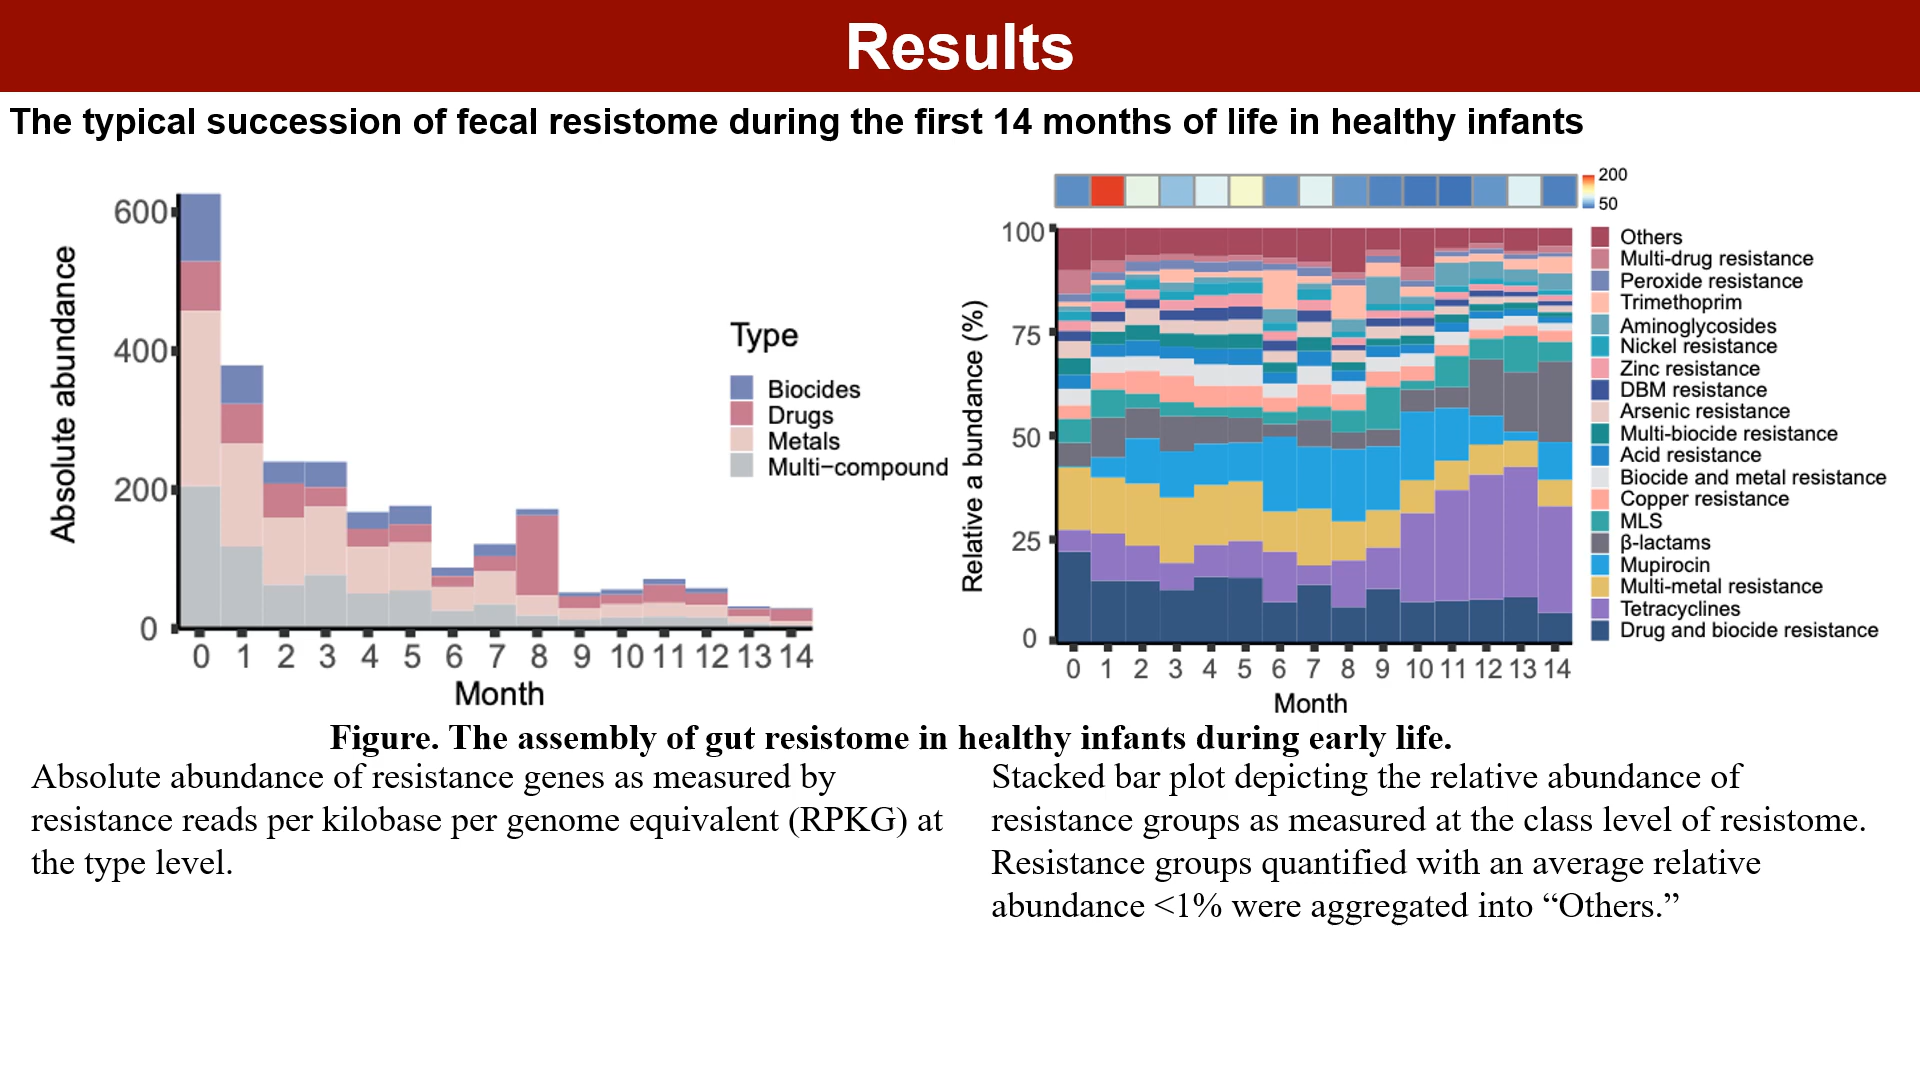 Results
The typical succession of fecal resistome during the first 14 months of life in healthy infants
Absolute abundance
600
400
200
0
0 1 2 3 4 5 6 7 8 9 10 11 12 13 14
Month
Type
Biocides
Drugs
Metals
Multi−compound
200
50
Relative a bundance (%)
100
75
50
25
0
0 1 2 3 4 5 6 7 8 9 10 11 12 13 14
Month
Others
Multi-drug resistance
Peroxide resistance
Trimethoprim
Aminoglycosides
Nickel resistance
Zinc resistance
DBM resistance
Arsenic resistance
Multi-biocide resistance
Acid resistance
Biocide and metal resistance
Copper resistance
MLS
β-lactams
Mupirocin
Multi-metal resistance
Tetracyclines
Drug and biocide resistance
Figure. The assembly of gut resistome in healthy infants during early life.
Absolute abundance of resistance genes as measured by
resistance reads per kilobase per genome equivalent (RPKG) at
the type level.
Stacked bar plot depicting the relative abundance of
resistance groups as measured at the class level of resistome.
Resistance groups quantified with an average relative
abundance <1% were aggregated into “Others.”